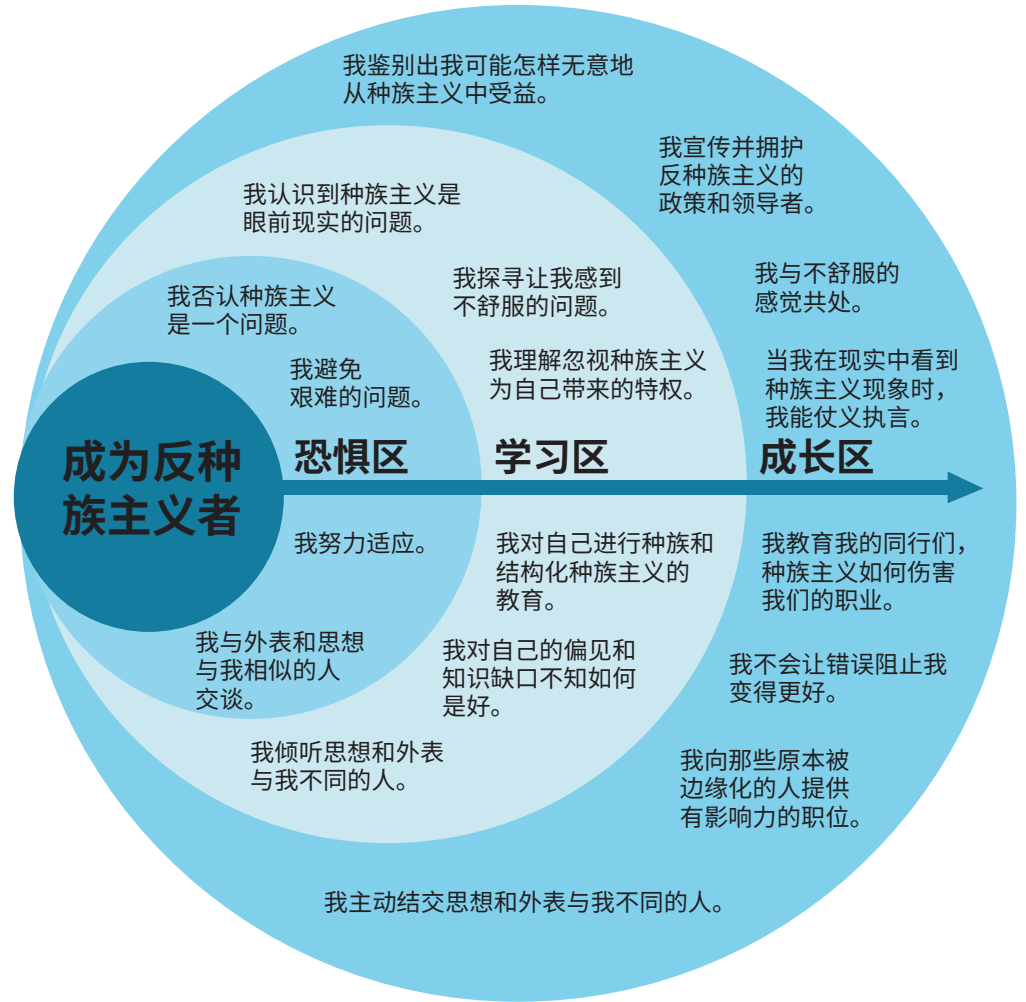 我鉴别出我可能怎样无意地
从种族主义中受益。
我宣传并拥护
反种族主义的
政策和领导者。
我认识到种族主义是
眼前现实的问题。
我探寻让我感到
不舒服的问题。
我与不舒服的
感觉共处。
我否认种族主义
是一个问题。
我避免
艰难的问题。
我理解忽视种族主义
为自己带来的特权。
当我在现实中看到
种族主义现象时，
我能仗义执言。
成为反种
族主义者
恐惧区
学习区
成长区
我努力适应。
我对自己进行种族和
结构化种族主义的
教育。
我教育我的同行们，
种族主义如何伤害
我们的职业。
我与外表和思想
与我相似的人
交谈。
我对自己的偏见和
知识缺口不知如何
是好。
我不会让错误阻止我
变得更好。
我倾听思想和外表
与我不同的人。
我向那些原本被
边缘化的人提供
有影响力的职位。
我主动结交思想和外表与我不同的人。